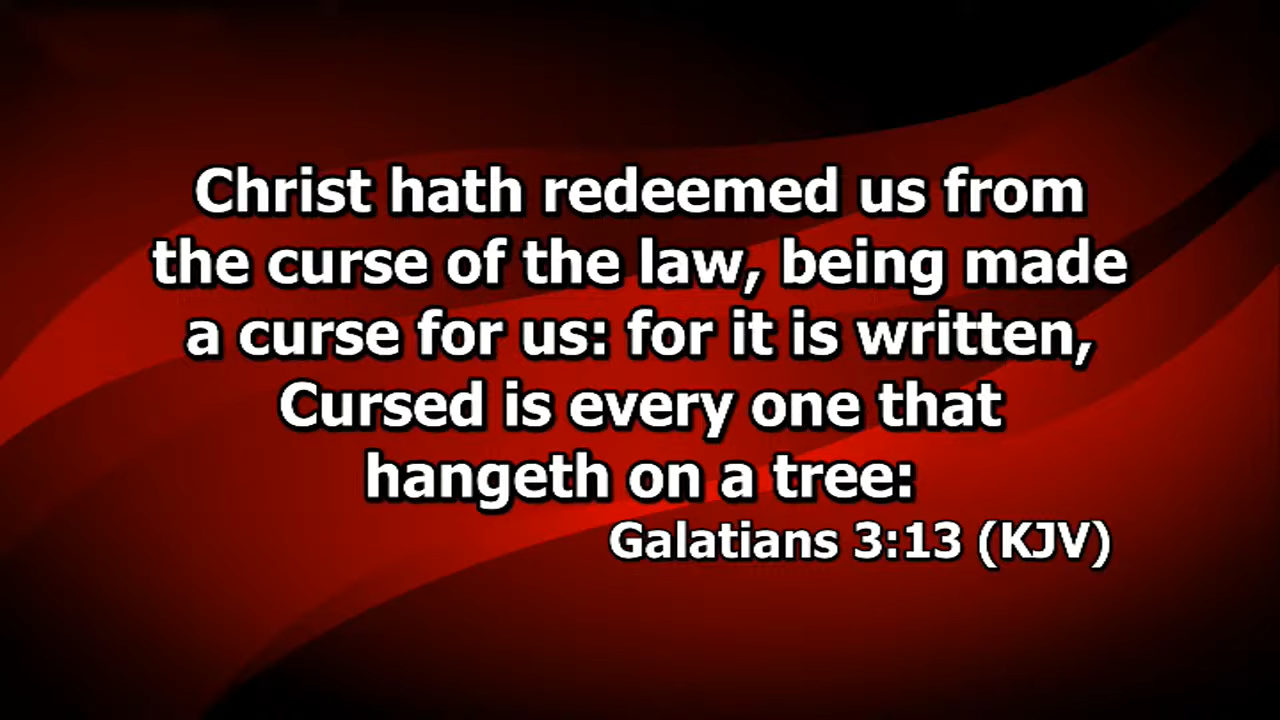 Christ hath redeemed us from
the curse of the law, being made
a curse for us: for it is written,
Cursed is every one that
hangeth on a tree:
Galatians 3:13 (KJV)